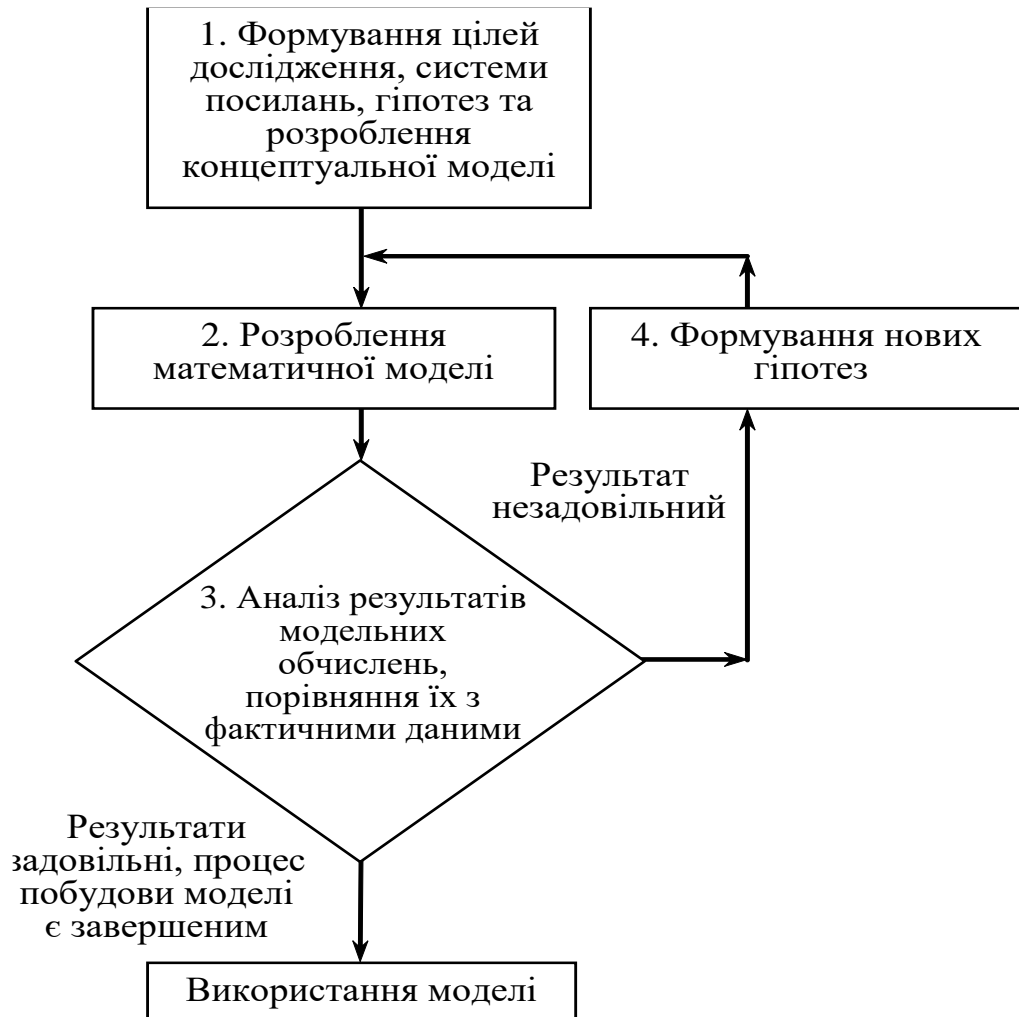 1. Формування цілей
дослідження, системи
посилань, гіпотез та
розроблення
концептуальної моделі
2. Розроблення
математичної моделі
4. Формування нових
гіпотез
Результат
незадовільний
3. Аналіз результатів
модельних
обчислень,
порівняння їх з
фактичними даними
Результати
задовільні, процес
побудови моделі
є завершеним
Використання моделі